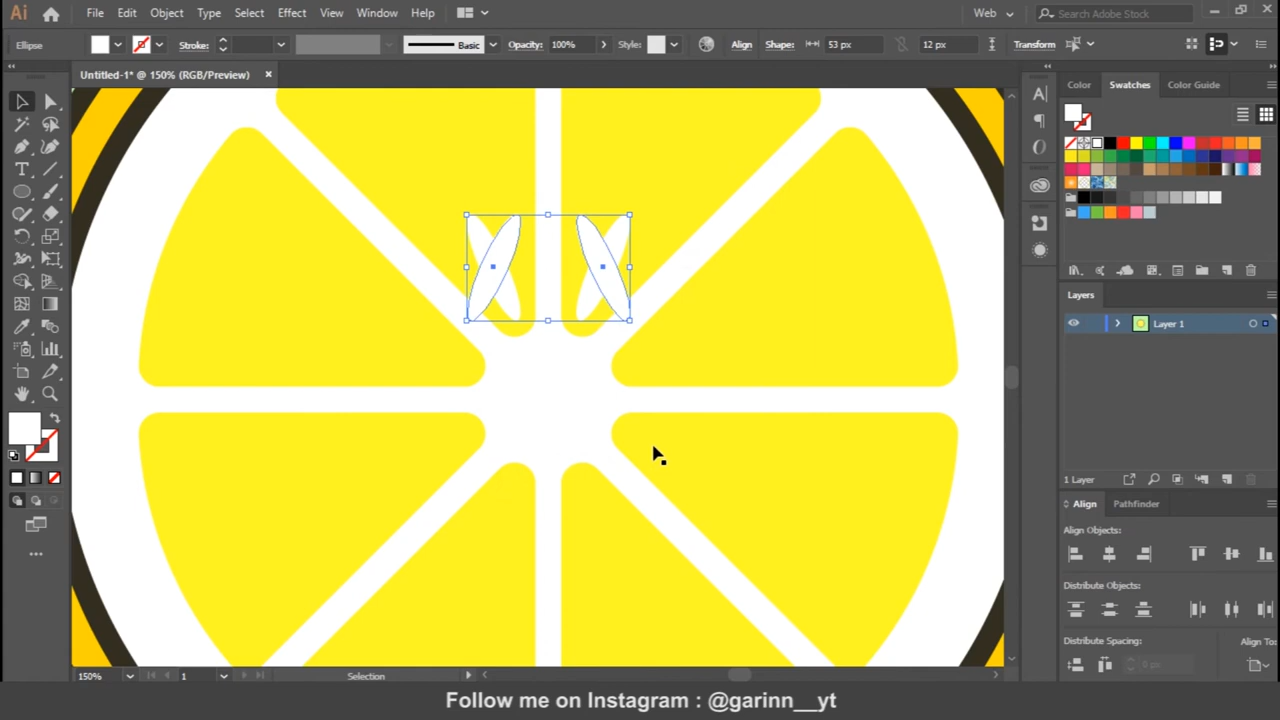 Ai File Edit Object Type Select Effect View Window Help Web Search Adobe Stock
Ellipse Stroke: Basic Opacity: 100% Style: Align Shape: 53 px 12 px Transform
Untitled-1* @ 150% (RGB/Preview)
Color Swatches Color Guide
Layers
Layer 1
1 Layer
Align Pathfinder
Align Objects:
Distribute Objects:
Distribute Spacing: Align To:
0 px
150% 1 Selection
Follow me on Instagram : @garinn__yt